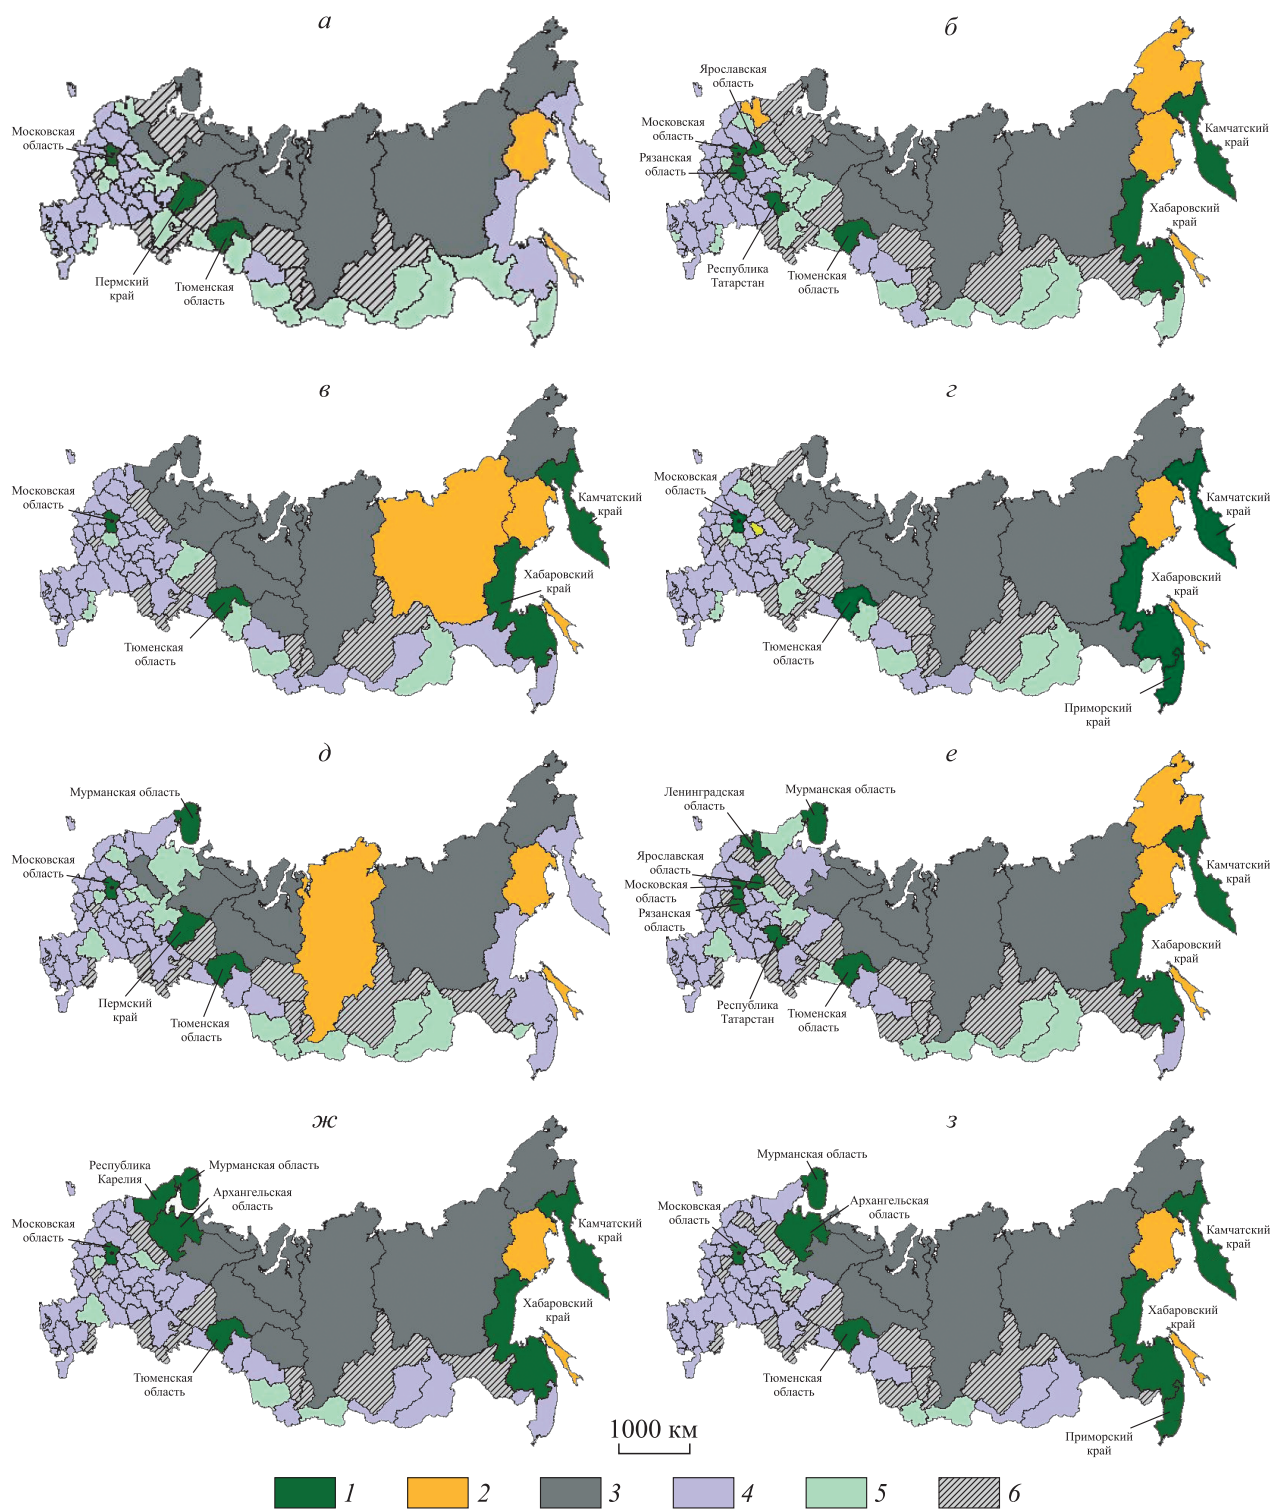 а
Московская
область
Пермский
край
Тюменская
область
б
Ярославская
область
Московская
область
Рязанская
область
Камчатский
край
Хабаровский
край
Республика
Татарстан
Тюменская
область
в
Московская
область
Камчатский
край
Хабаровский
край
Тюменская
область
г
Московская
область
Камчатский
край
Хабаровский
край
Тюменская
область
Приморский
край
д
Мурманская область
Московская
область
Пермский
край
Тюменская
область
е
Ленинградская
область
Мурманская область
Ярославская
область
Московская
область
Рязанская
область
Камчатский
край
Хабаровский
край
Республика
Татарстан
Тюменская
область
ж
Республика
Карелия
Мурманская область
Архангельская
область
Московская
область
Камчатский
край
Хабаровский
край
Тюменская
область
з
Мурманская область
Московская
область
Архангельская
область
Камчатский
край
Хабаровский
край
Тюменская
область
Приморский
край
1000 км
1 2 3 4 5 6